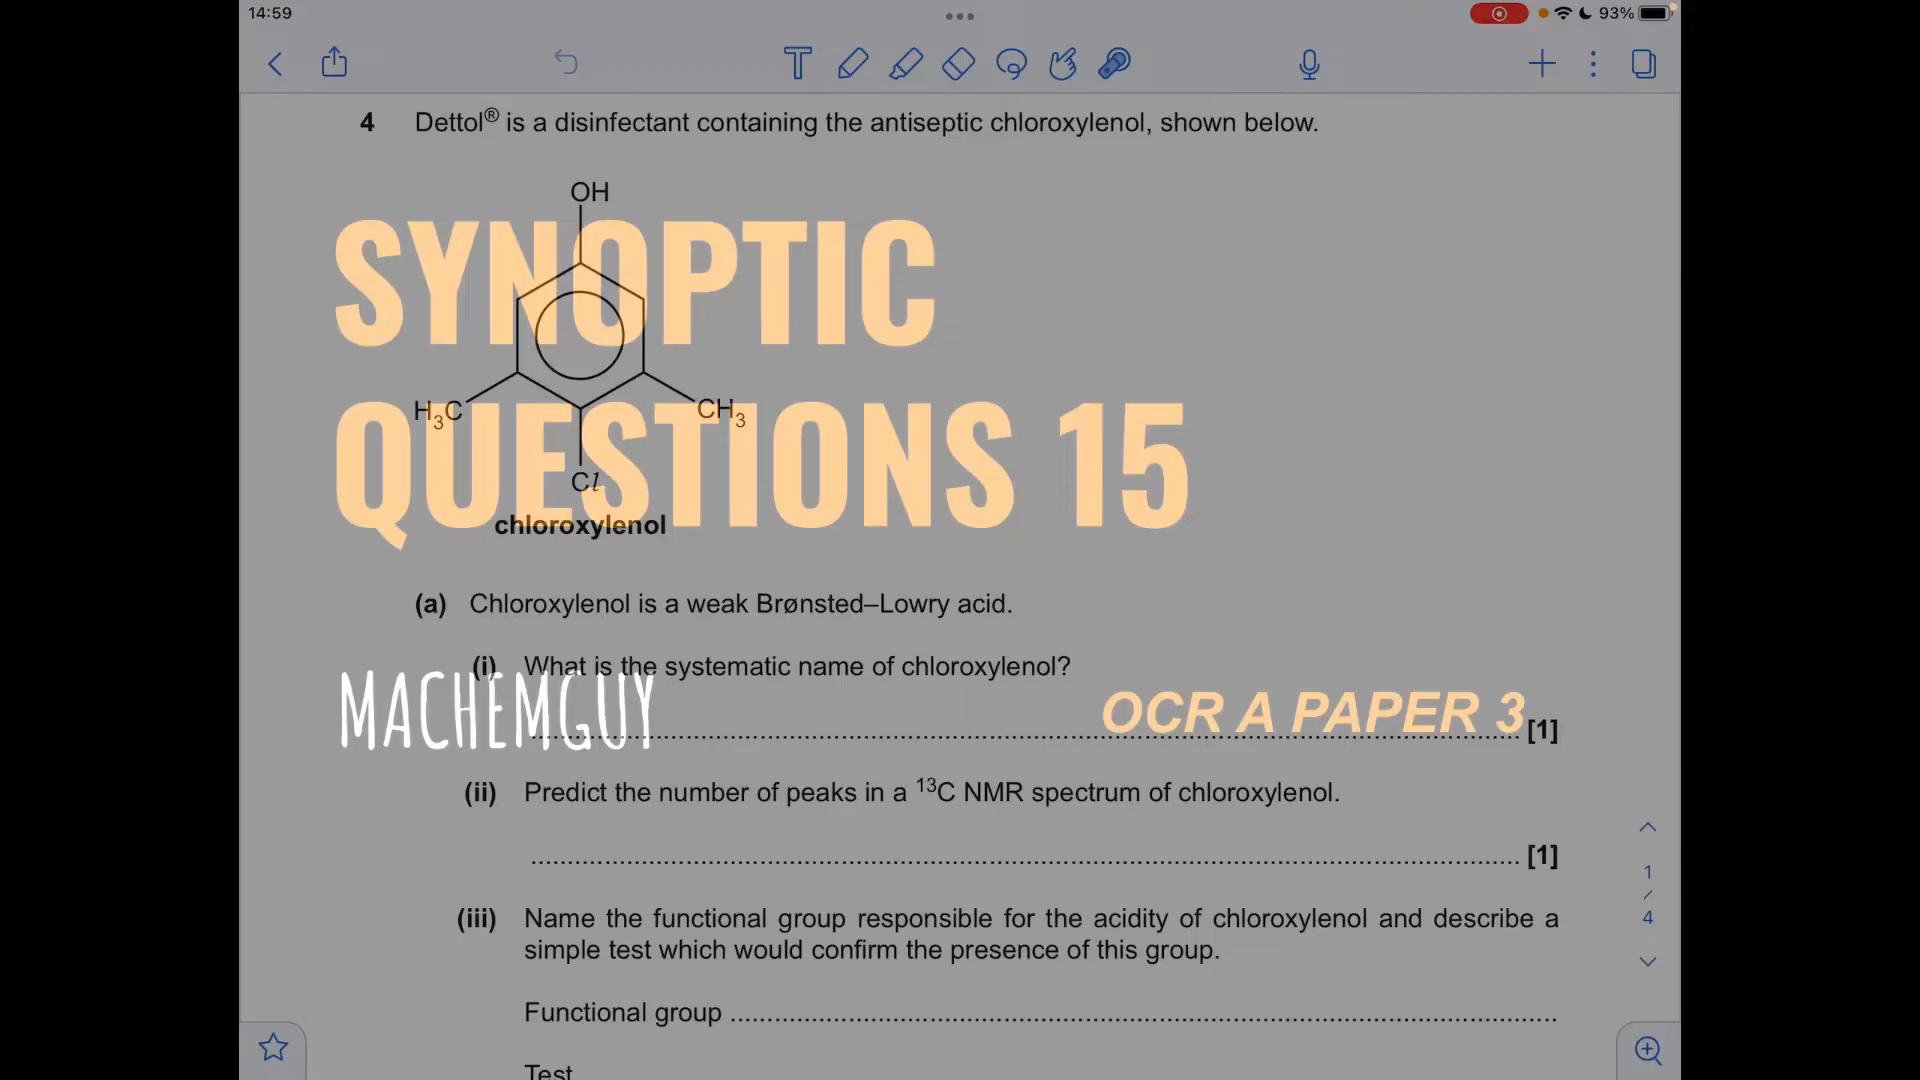 14:59
93%
4 Dettol® is a disinfectant containing the antiseptic chloroxylenol, shown below.
OH
SYNOPTIC
QUESTIONS 15
H₃C
CH₃
Cl
chloroxylenol
(a) Chloroxylenol is a weak Brønsted–Lowry acid.
(i) What is the systematic name of chloroxylenol?
MACHEMGUY
OCR A PAPER 3
[1]
(ii) Predict the number of peaks in a ¹³C NMR spectrum of chloroxylenol.
[1]
1
/
4
(iii) Name the functional group responsible for the acidity of chloroxylenol and describe a
simple test which would confirm the presence of this group.
Functional group
Test